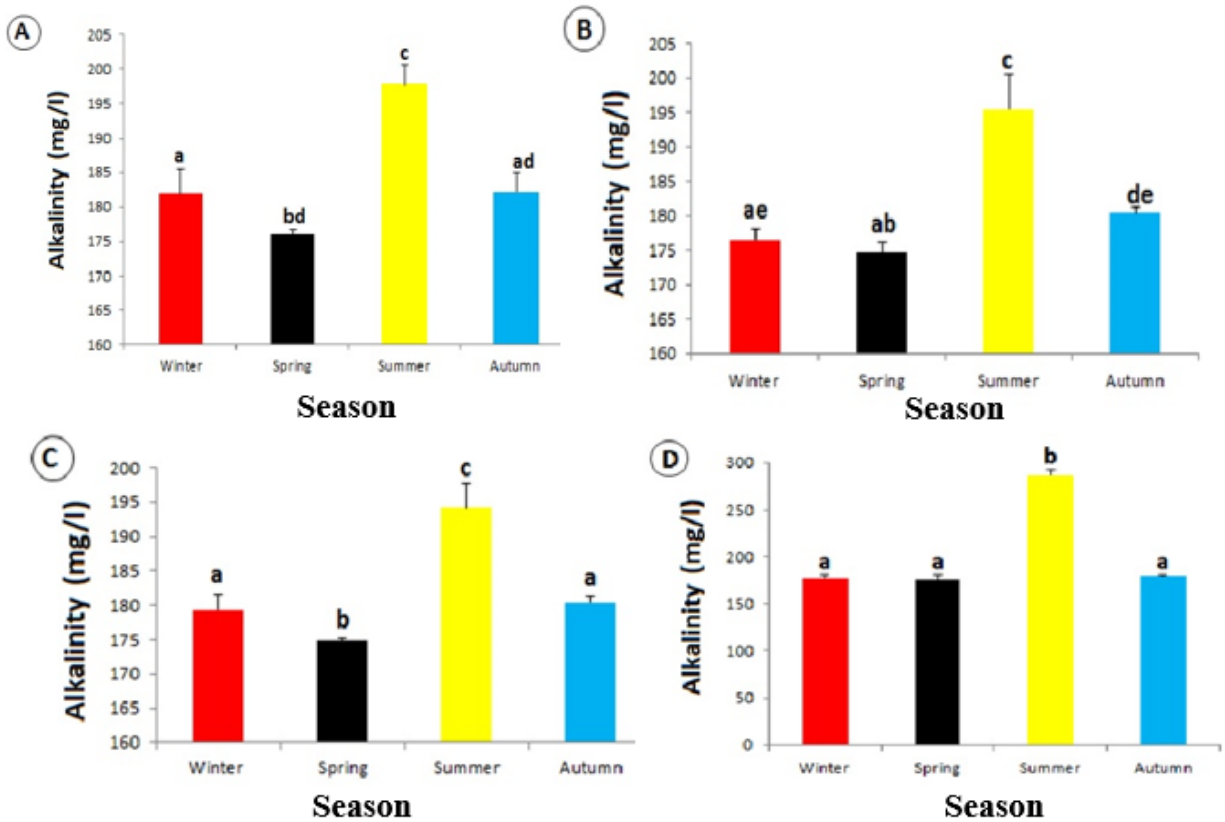 A
Alkalinity (mg/l)
205
200
195
190
185
180
175
170
165
160
a
bd
c
ad
Winter Spring Summer Autumn
Season
B
Alkalinity (mg/l)
205
200
195
190
185
180
175
170
165
160
ae
ab
c
de
Winter Spring Summer Autumn
Season
C
Alkalinity (mg/l)
200
195
190
185
180
175
170
165
160
a
b
c
a
Winter Spring Summer Autumn
Season
D
Alkalinity (mg/l)
300
250
200
150
100
50
0
a
a
b
a
Winter Spring Summer Autumn
Season